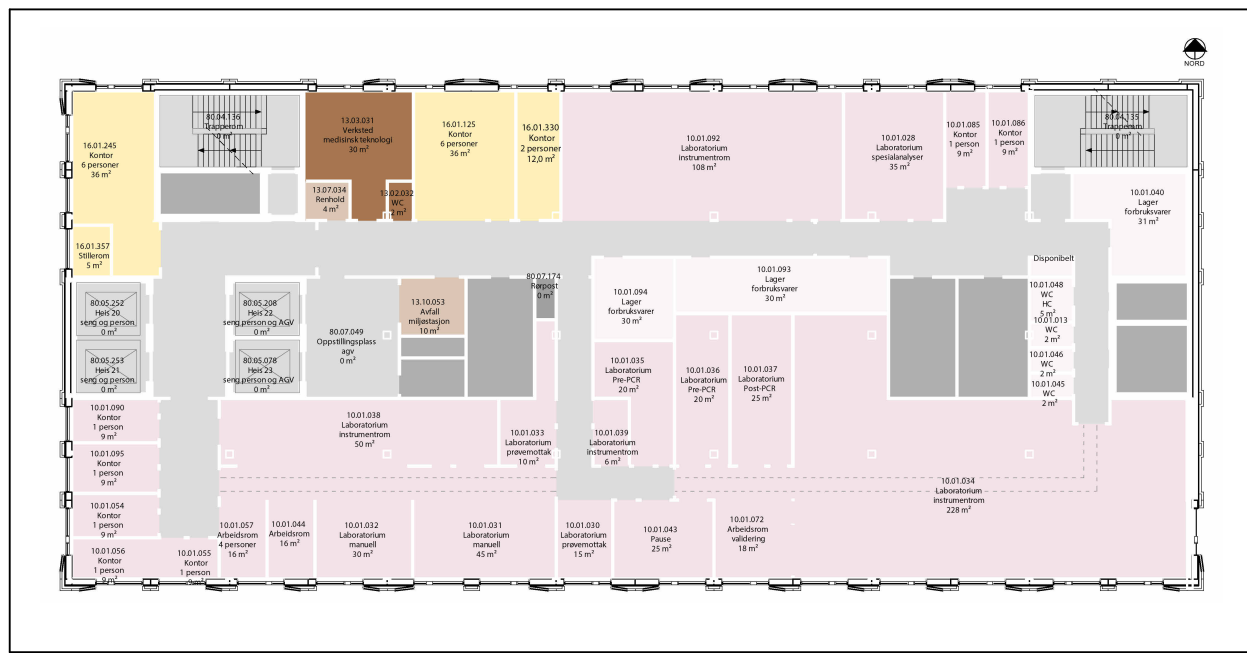 NORD
80.04.136
Trapperom
0 m²
13.03.031
Verksted
medisinsk teknologi
30 m²
16.01.125
Kontor
6 personer
36 m²
16.01.330
Kontor
2 personer
12,0 m²
10.01.092
Laboratorium
instrumentrom
108 m²
10.01.028
Laboratorium
spesialanalyser
35 m²
10.01.085
Kontor
1 person
9 m²
10.01.086
Kontor
1 person
9 m²
80.04.135
Trapperom
0 m²
16.01.245
Kontor
6 personer
36 m²
13.07.034
Renhold
4 m²
13.02.032
WC
2 m²
10.01.040
Lager
forbruksvarer
31 m²
16.01.357
Stillerom
5 m²
80.05.252
Heis 20
seng og person
0 m²
80.05.208
Heis 22
seng person og AGV
0 m²
80.07.049
Oppstillingsplass
agv
0 m²
13.10.053
Avfall
miljøstasjon
10 m²
80.07.174
Rørpost
0 m²
10.01.094
Lager
forbruksvarer
30 m²
10.01.093
Lager
forbruksvarer
30 m²
Disponibelt
10.01.048
WC
HC
5 m²
10.01.013
WC
2 m²
10.01.046
WC
2 m²
10.01.045
WC
2 m²
80.05.253
Heis 21
seng og person
0 m²
80.05.078
Heis 23
seng person og AGV
0 m²
10.01.035
Laboratorium
Pre-PCR
20 m²
10.01.036
Laboratorium
Pre-PCR
20 m²
10.01.037
Laboratorium
Post-PCR
25 m²
10.01.090
Kontor
1 person
9 m²
10.01.038
Laboratorium
instrumentrom
50 m²
10.01.033
Laboratorium
prøvemottak
10 m²
10.01.039
Laboratorium
instrumentrom
6 m²
10.01.095
Kontor
1 person
9 m²
10.01.034
Laboratorium
instrumentrom
228 m²
10.01.054
Kontor
1 person
9 m²
10.01.056
Kontor
1 person
9 m²
10.01.055
Kontor
1 person
9 m²
10.01.057
Arbeidsrom
4 personer
16 m²
10.01.044
Arbeidsrom
16 m²
10.01.032
Laboratorium
manuell
30 m²
10.01.031
Laboratorium
manuell
45 m²
10.01.030
Laboratorium
prøvemottak
15 m²
10.01.043
Pause
25 m²
10.01.072
Arbeidsrom
validering
18 m²